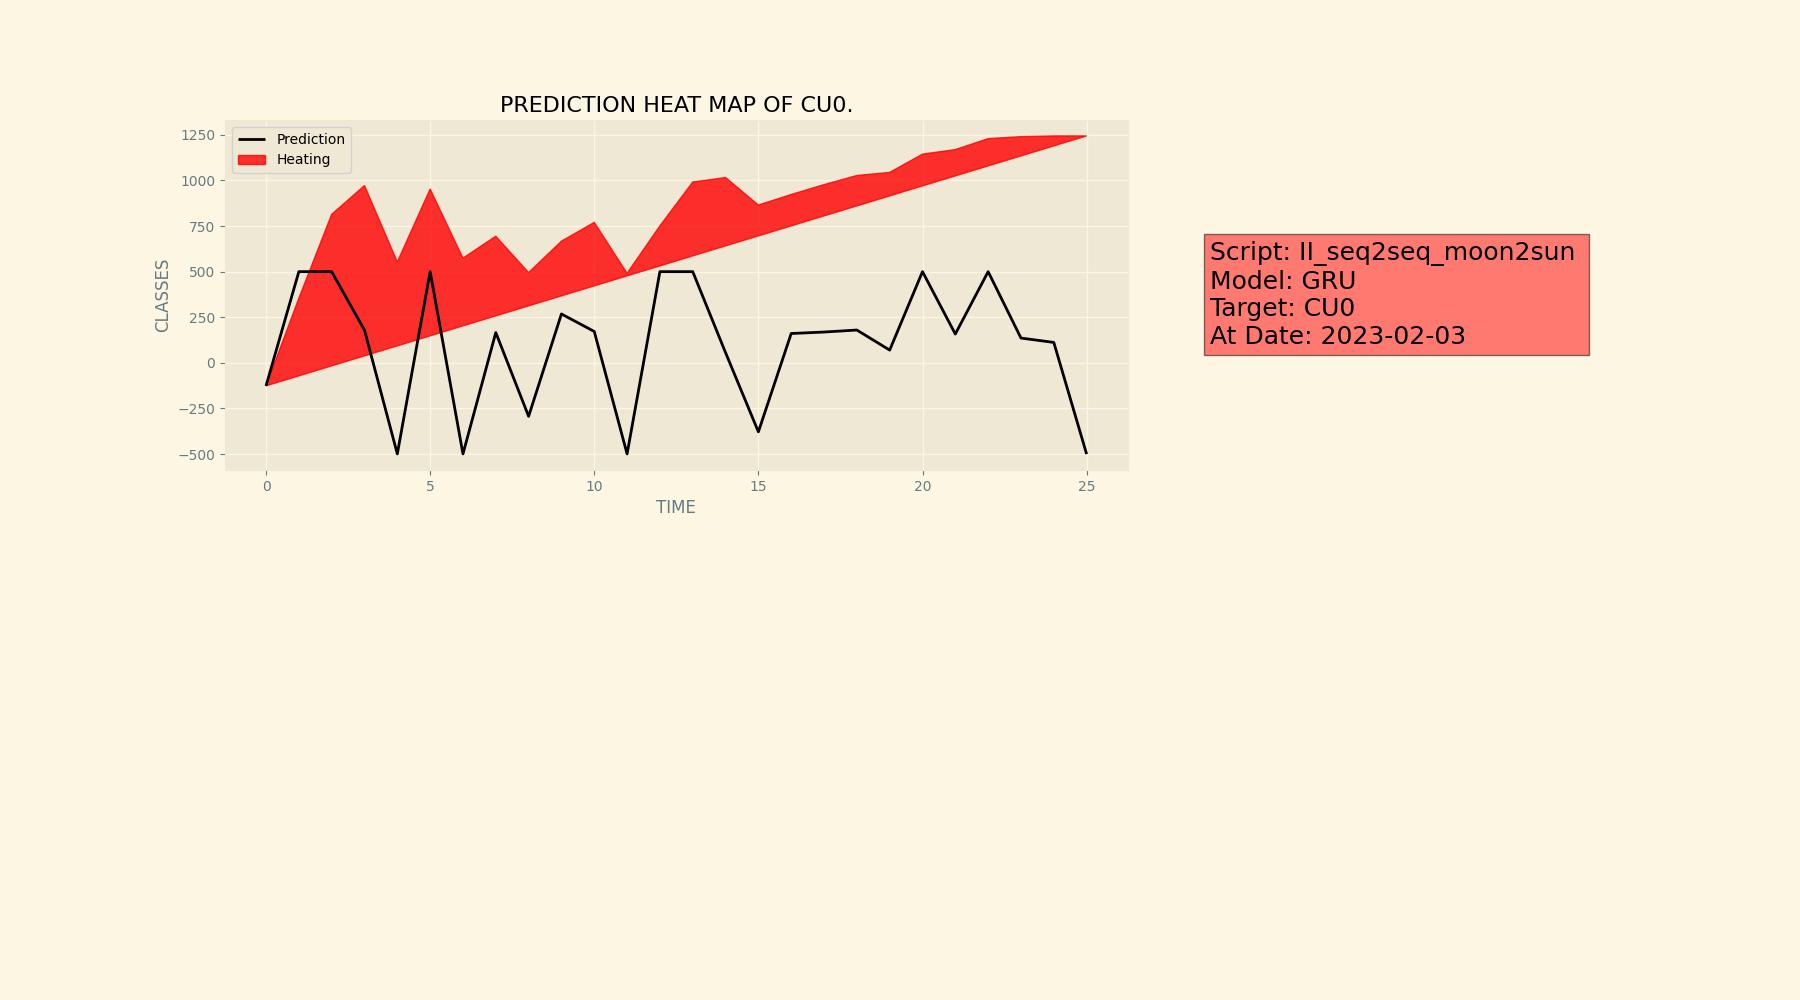 PREDICTION HEAT MAP OF CU0.
Prediction
Heating
1250
1000
750
500
250
0
−250
−500
CLASSES
0 5 10 15 20 25
TIME
Script: II_seq2seq_moon2sun
Model: GRU
Target: CU0
At Date: 2023-02-03